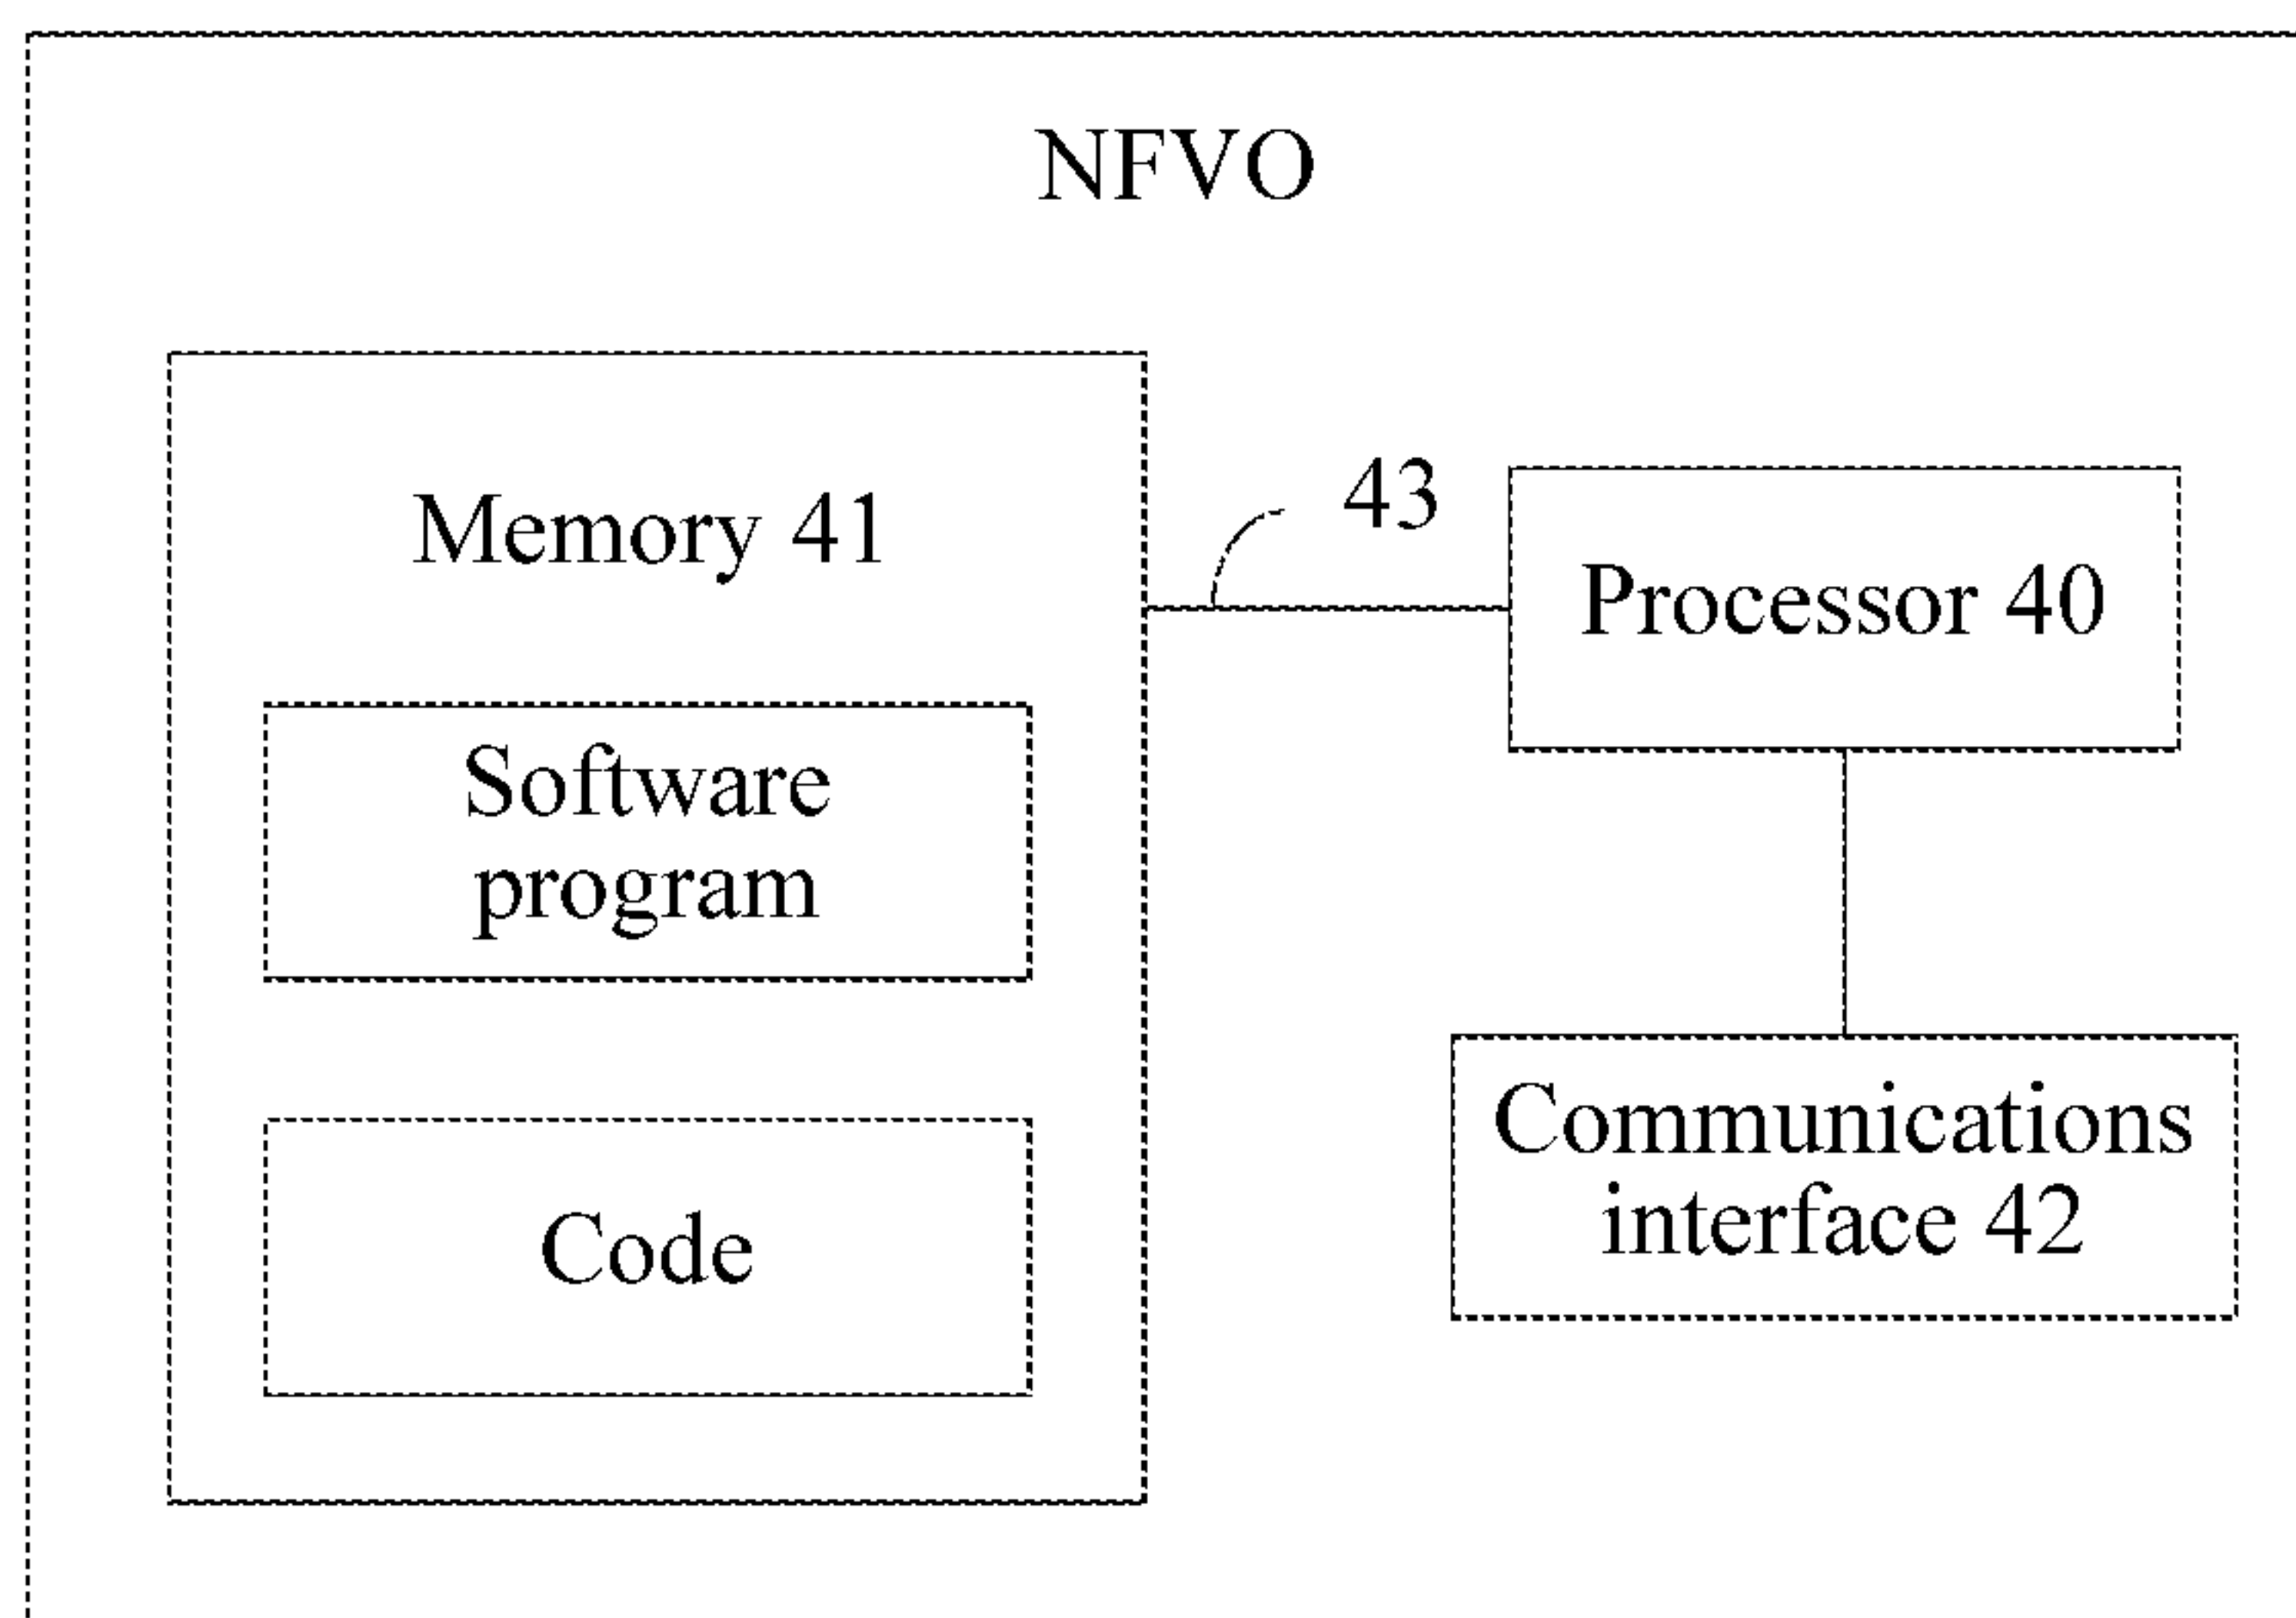 NFVO
Memory 41
43
Processor 40
Software
program
Communications
interface 42
Code